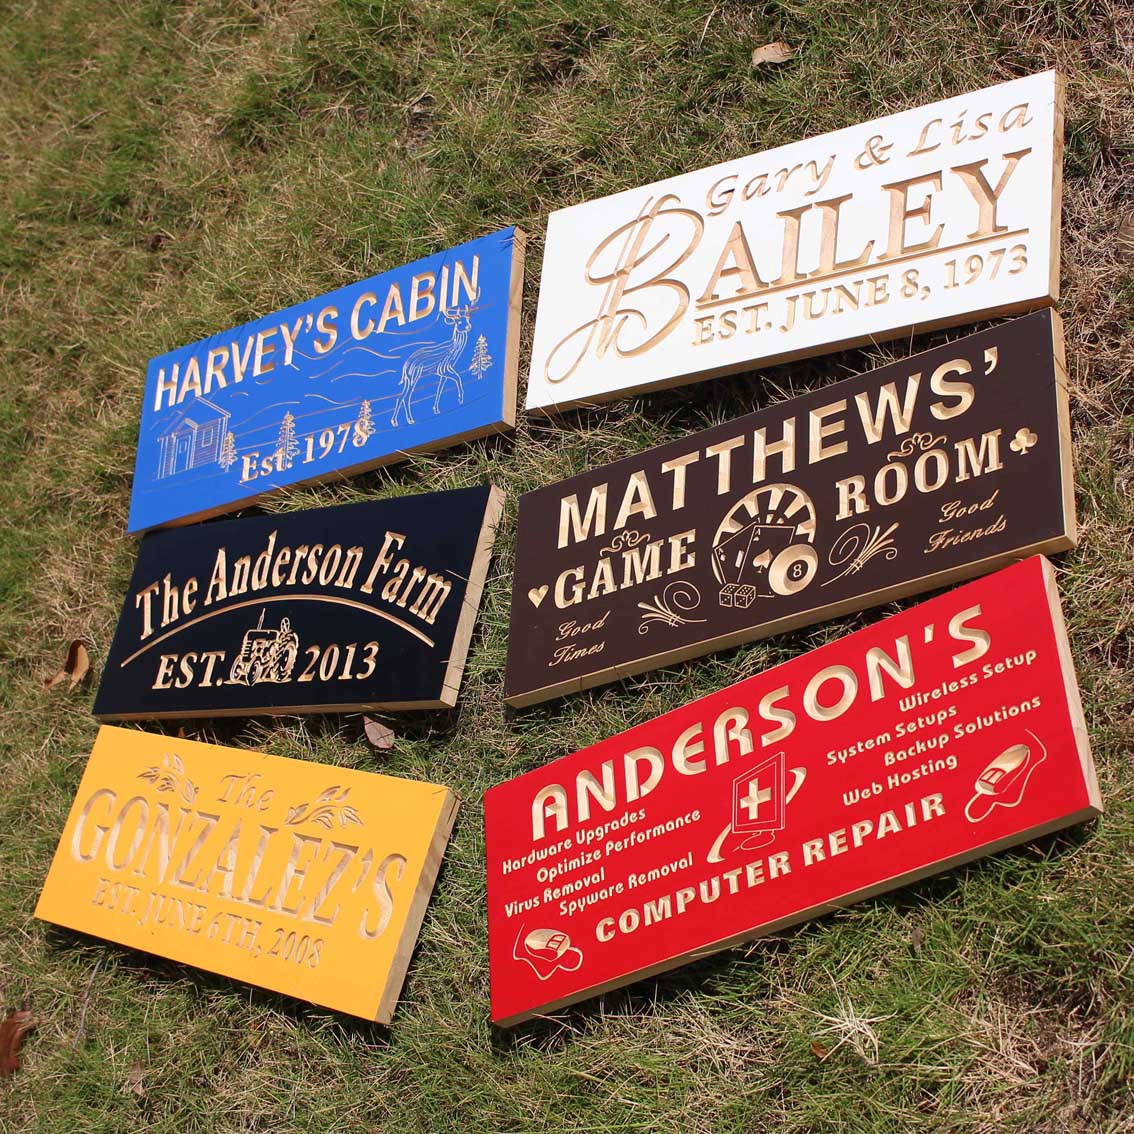 HARVEY'S CABIN
Est. 1978
Gary & Lisa
B BAILEY
EST. JUNE 8, 1973
The Anderson Farm
EST. 2013
MATTHEWS'
GAME ROOM
Good
Times
8
Good
Friends
The
GONZALEZ'S
EST. JUNE 6TH, 2008
ANDERSON'S
Hardware Upgrades
Optimize Performance
Virus Removal
Spyware Removal
Wireless Setup
System Setups
Backup Solutions
Web Hosting
COMPUTER REPAIR